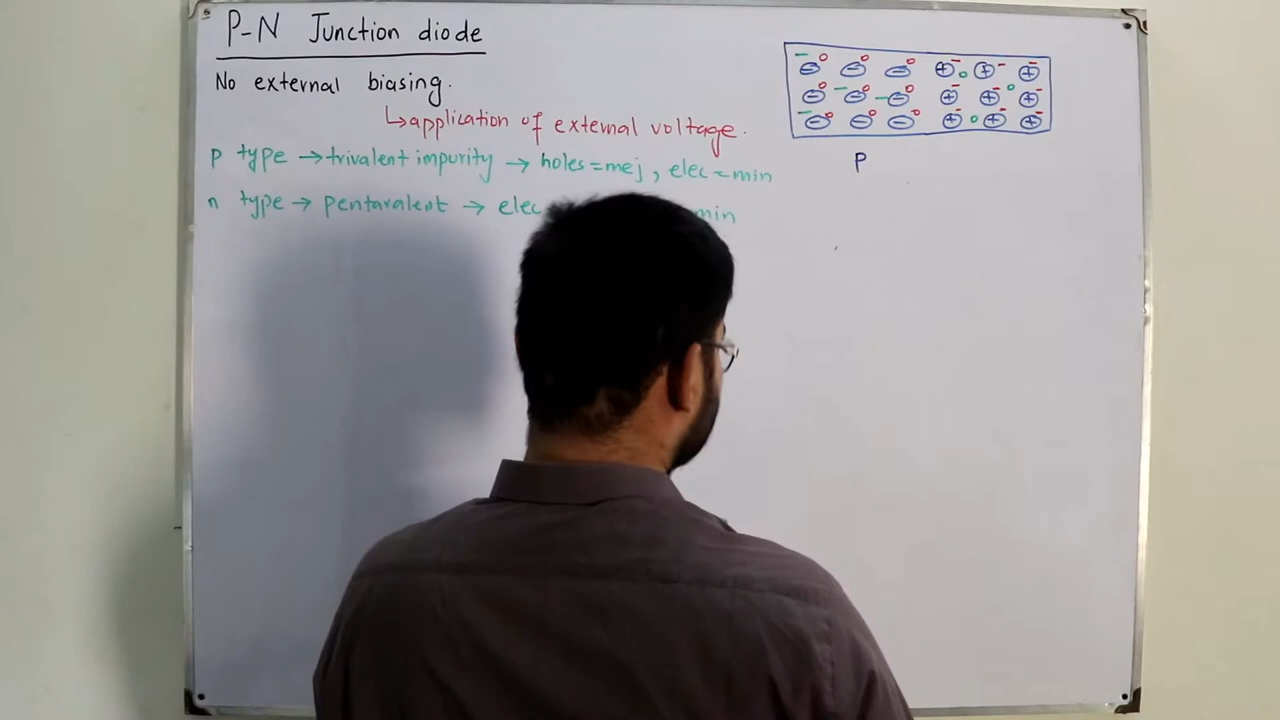 P-N Junction diode
No external biasing.
↳application of external voltage.
p type →trivalent impurity → holes=mej, elec=min
n type → pentavalent → elec min
P